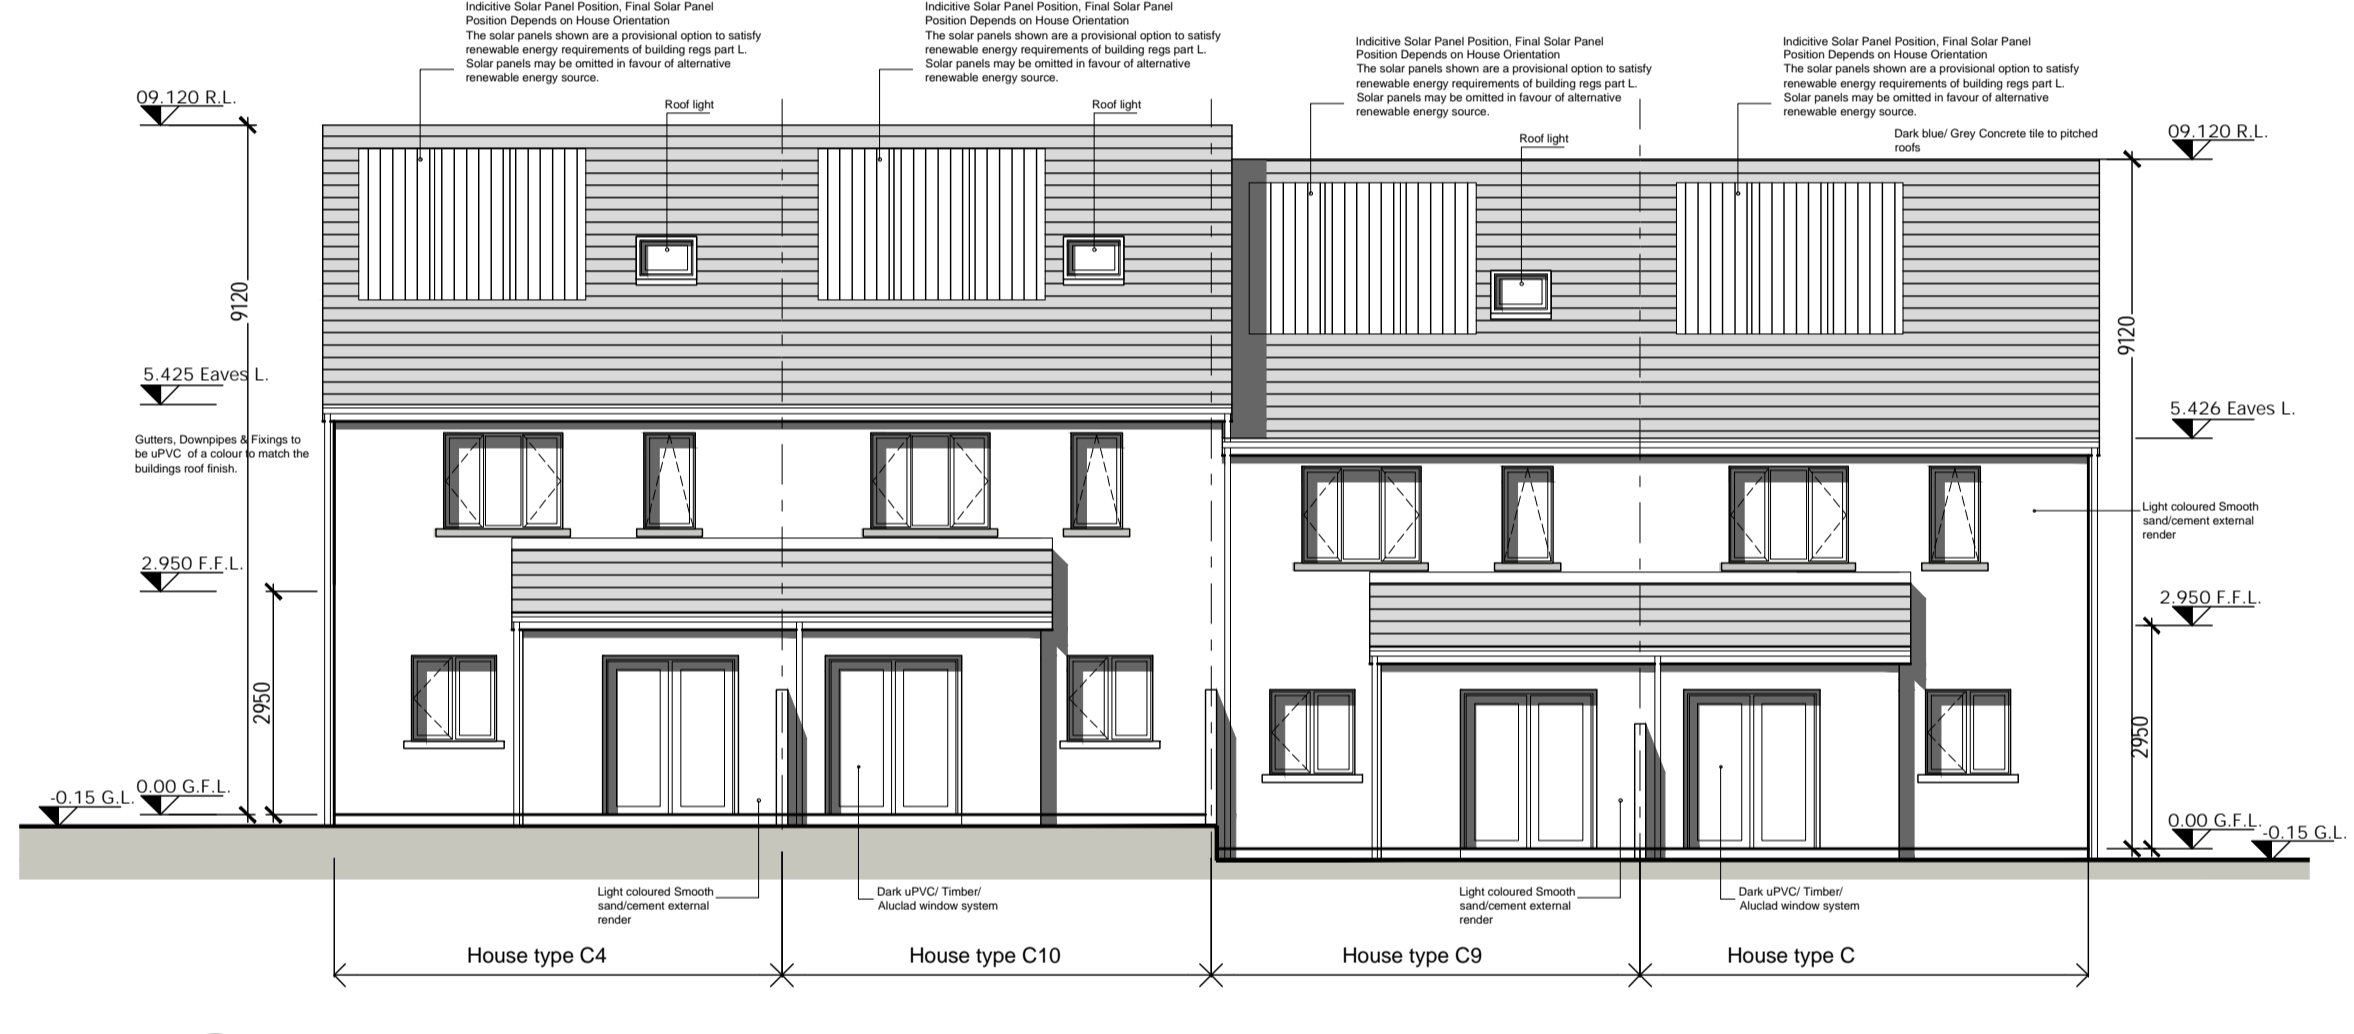 Indicitive Solar Panel Position, Final Solar Panel
Position Depends on House Orientation
The solar panels shown are a provisional option to satisfy
renewable energy requirements of building regs part L.
Solar panels may be omitted in favour of alternative
renewable energy source.
Indicitive Solar Panel Position, Final Solar Panel
Position Depends on House Orientation
The solar panels shown are a provisional option to satisfy
renewable energy requirements of building regs part L.
Solar panels may be omitted in favour of alternative
renewable energy source.
Indicitive Solar Panel Position, Final Solar Panel
Position Depends on House Orientation
The solar panels shown are a provisional option to satisfy
renewable energy requirements of building regs part L.
Solar panels may be omitted in favour of alternative
renewable energy source.
Indicitive Solar Panel Position, Final Solar Panel
Position Depends on House Orientation
The solar panels shown are a provisional option to satisfy
renewable energy requirements of building regs part L.
Solar panels may be omitted in favour of alternative
renewable energy source.
09.120 R.L.
Roof light
Roof light
Roof light
Dark blue/ Grey Concrete tile to pitched
roofs
09.120 R.L.
9120
9120
5.425 Eaves L.
5.426 Eaves L.
Gutters, Downpipes & Fixings to
be uPVC of a colour to match the
buildings roof finish.
Light coloured Smooth
sand/cement external
render
2.950 F.F.L.
2.950 F.F.L.
2950
2950
-0.15 G.L.
0.00 G.F.L.
0.00 G.F.L.
-0.15 G.L.
Light coloured Smooth
sand/cement external
render
Dark uPVC/ Timber/
Aluclad window system
Light coloured Smooth
sand/cement external
render
Dark uPVC/ Timber/
Aluclad window system
House type C4
House type C10
House type C9
House type C